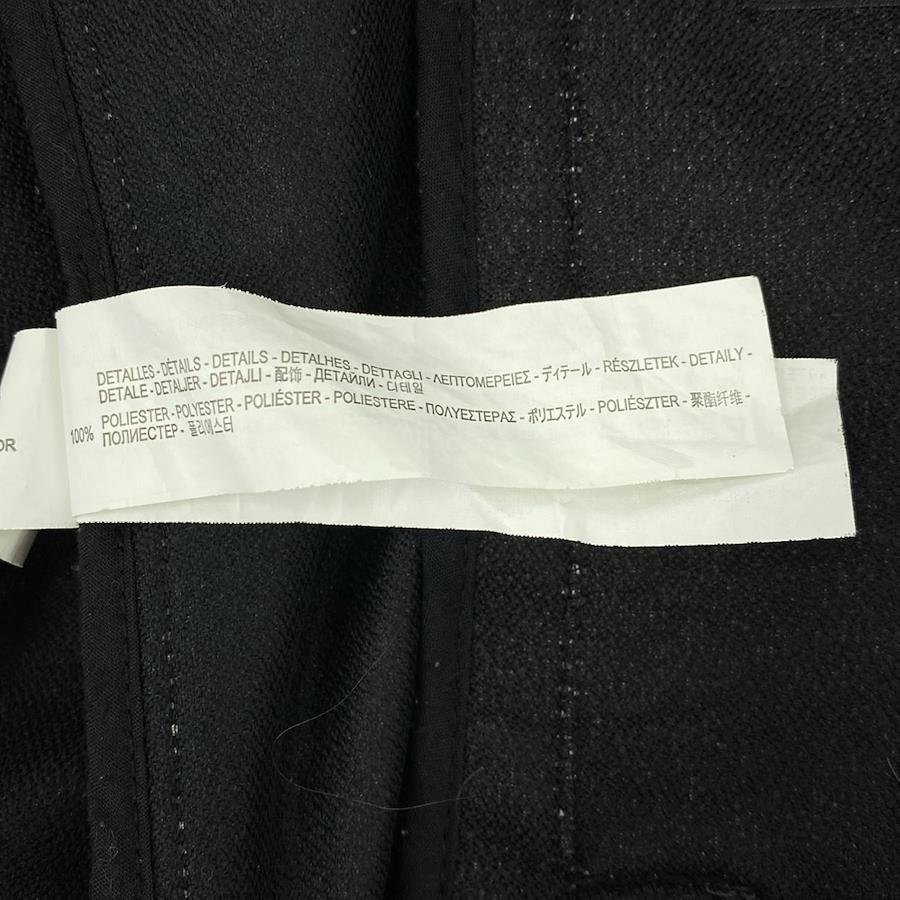 DETALLES - DÉTAILS - DETAILS - DETALHES - DETTAGLI - ΛΕΠΤΟΜΕΡΕΙΕΣ - ディテール - RÉSZLETEK - DETAILY -
DETALE - DETALJER - DETAJLI - 配饰 - ДЕТАЙЛИ - 디테일
100% POLIESTER - POLYESTER - POLIÉSTER - POLIESTERE - ΠΟΛΥΕΣΤΕΡΑΣ - ポリエステル - POLIÉSZTER - 聚酯纤维 -
ПОЛИЕСТЕР - 폴리에스터
OR